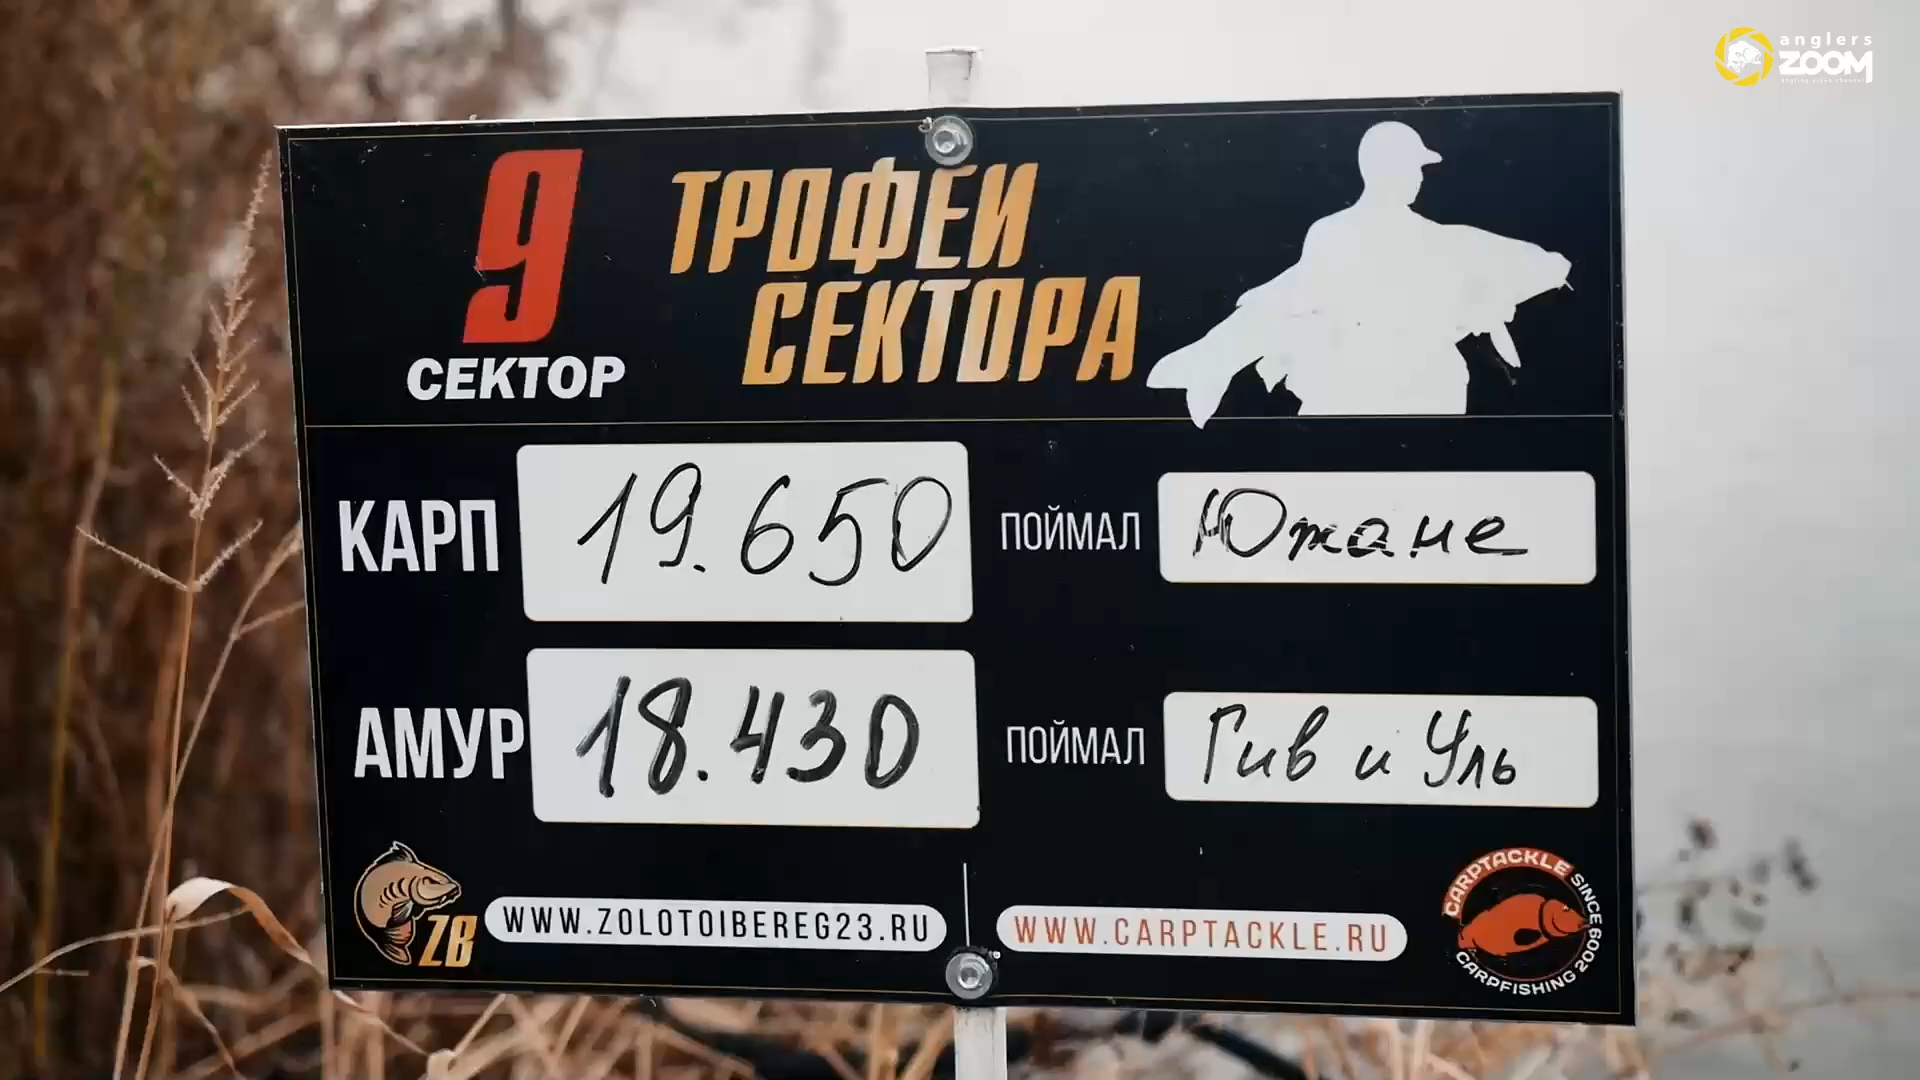 anglers
ZOOM
9
СЕКТОР
ТРОФЕИ
СЕКТОРА
КАРП 19.650 ПОЙМАЛ Южане
АМУР 18.430 ПОЙМАЛ Гив и Уль
ZB
WWW.ZOLOTOIBEREG23.RU
WWW.CARPTACKLE.RU
CARPTACKLE SINCE 2009
CARPFISHING